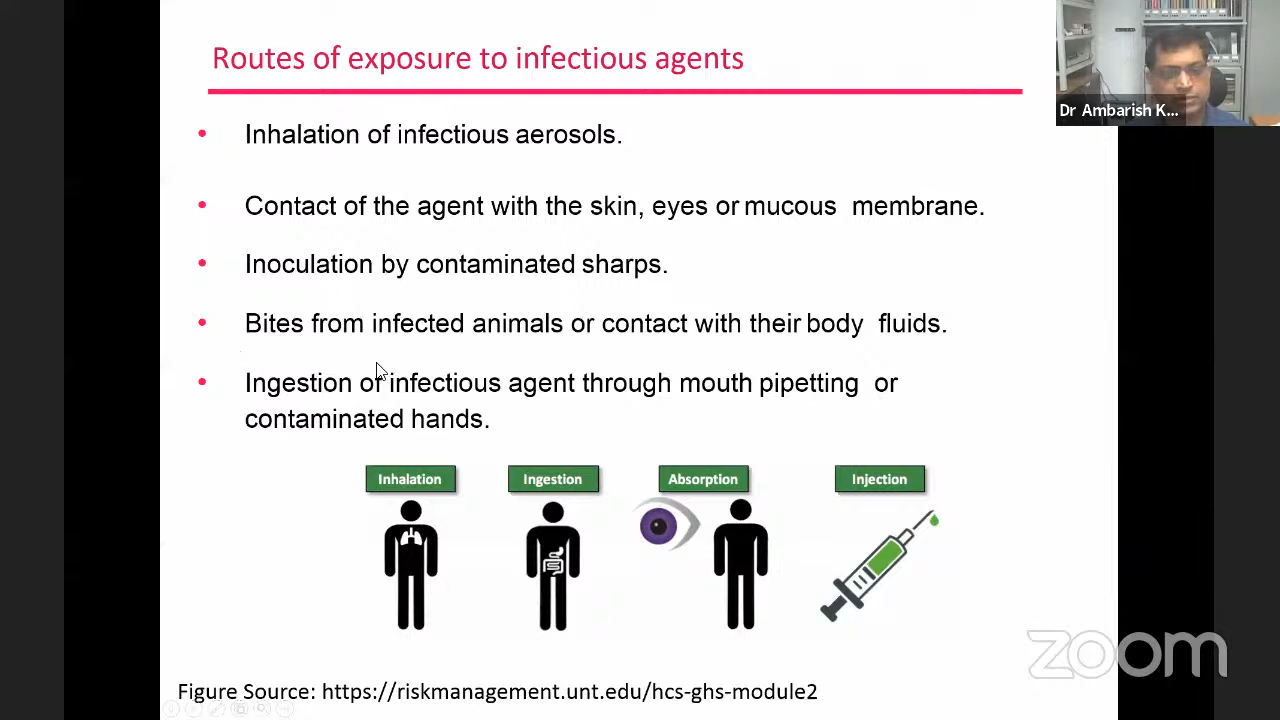 Routes of exposure to infectious agents
Dr Ambarish K...
• Inhalation of infectious aerosols.
• Contact of the agent with the skin, eyes or mucous membrane.
• Inoculation by contaminated sharps.
• Bites from infected animals or contact with their body fluids.
• Ingestion of infectious agent through mouth pipetting or
contaminated hands.
Inhalation Ingestion Absorption Injection
zoom
Figure Source: https://riskmanagement.unt.edu/hcs-ghs-module2